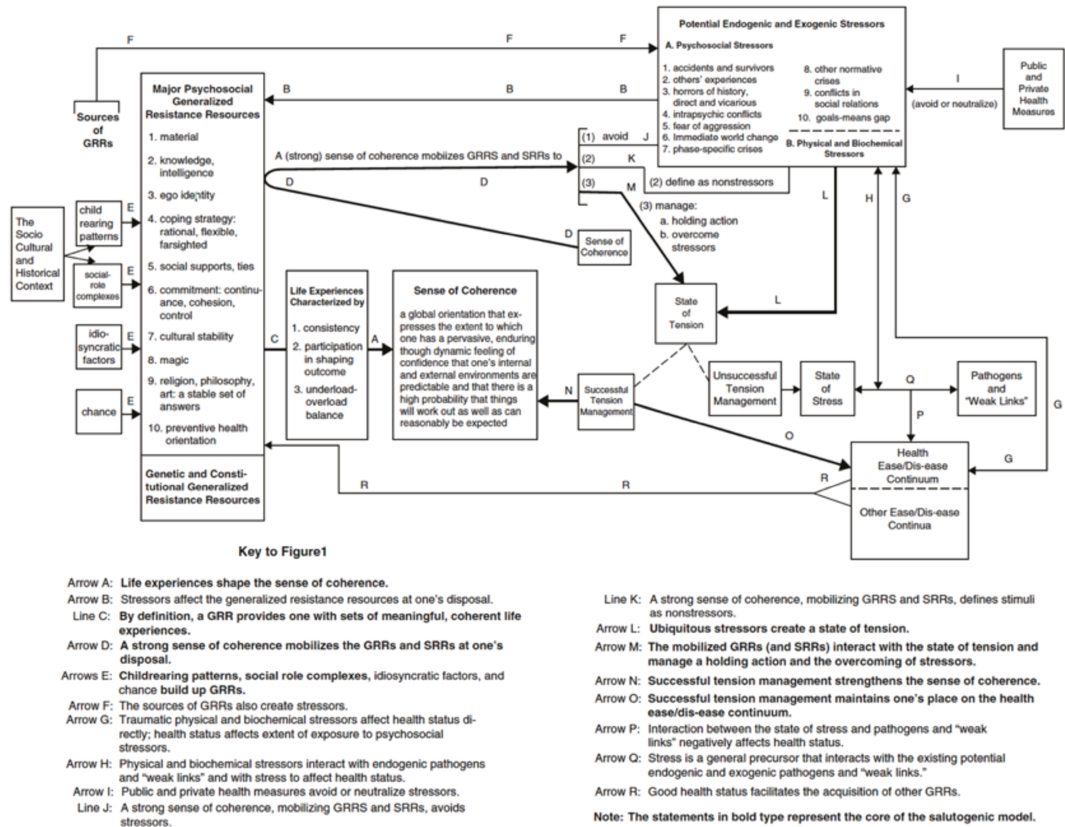 F
F
F
Potential Endogenic and Exogenic Stressors
A. Psychosocial Stressors
1. accidents and survivors
2. others' experiences
3. horrors of history,
direct and vicarious
4. intrapsychic conflicts
5. fear of aggression
6. Immediate world change
7. phase-specific crises
8. other normative
crises
9. conflicts in
social relations
10. goals-means gap
B. Physical and Biochemical
Stressors
I
(avoid or neutralize)
Public
and
Private
Health
Measures
Sources
of
GRRs
Major Psychosocial
Generalized
Resistance Resources
1. material
2. knowledge,
intelligence
3. ego identity
4. coping strategy:
rational, flexible,
farsighted
5. social supports, ties
6. commitment: continu-
ance, cohesion,
control
7. cultural stability
8. magic
9. religion, philosophy,
art: a stable set of
answers
10. preventive health
orientation
Genetic and Consti-
tutional Generalized
Resistance Resources
B
B
B
A (strong) sense of coherence mobiizes GRRS and SRRs to
D
D
D
(1) avoid
J
(2)
K
(3)
M
(2) define as nonstressors
(3) manage:
a. holding action
b. overcome
stressors
Sense of
Coherence
L
H
G
The
Socio
Cultural
and
Historical
Context
child
rearing
patterns
E
social-
role
complexes
E
idio-
syncratic
factors
E
chance
E
C
Life Experiences
Characterized by
1. consistency
2. participation
in shaping
outcome
3. underload-
overload
balance
A
Sense of Coherence
a global orientation that ex-
presses the extent to which
one has a pervasive, enduring
though dynamic feeling of
confidence that one's internal
and external environments are
predictable and that there is a
high probability that things
will work out as well as can
reasonably be expected
State
of
Tension
L
N
Successful
Tension
Management
Unsuccessful
Tension
Management
State
of
Stress
Q
Pathogens
and
"Weak Links"
P
G
O
G
Health
Ease/Dis-ease
Continuum
Other Ease/Dis-ease
Continua
R
R
R
Key to Figure1
Arrow A: Life experiences shape the sense of coherence.
Arrow B: Stressors affect the generalized resistance resources at one's disposal.
Line C: By definition, a GRR provides one with sets of meaningful, coherent life
experiences.
Arrow D: A strong sense of coherence mobilizes the GRRs and SRRs at one's
disposal.
Arrows E: Childrearing patterns, social role complexes, idiosyncratic factors, and
chance build up GRRs.
Arrow F: The sources of GRRs also create stressors.
Arrow G: Traumatic physical and biochemical stressors affect health status di-
rectly; health status affects extent of exposure to psychosocial
stressors.
Arrow H: Physical and biochemical stressors interact with endogenic pathogens
and "weak links" and with stress to affect health status.
Arrow I: Public and private health measures avoid or neutralize stressors.
Line J: A strong sense of coherence, mobilizing GRRS and SRRs, avoids
stressors.
Line K: A strong sense of coherence, mobilizing GRRS and SRRs, defines stimuli
as nonstressors.
Arrow L: Ubiquitous stressors create a state of tension.
Arrow M: The mobilized GRRs (and SRRs) interact with the state of tension and
manage a holding action and the overcoming of stressors.
Arrow N: Successful tension management strengthens the sense of coherence.
Arrow O: Successful tension management maintains one's place on the health
ease/dis-ease continuum.
Arrow P: Interaction between the state of stress and pathogens and "weak
links" negatively affects health status.
Arrow Q: Stress is a general precursor that interacts with the existing potential
endogenic and exogenic pathogens and "weak links."
Arrow R: Good health status facilitates the acquisition of other GRRs.
Note: The statements in bold type represent the core of the salutogenic model.